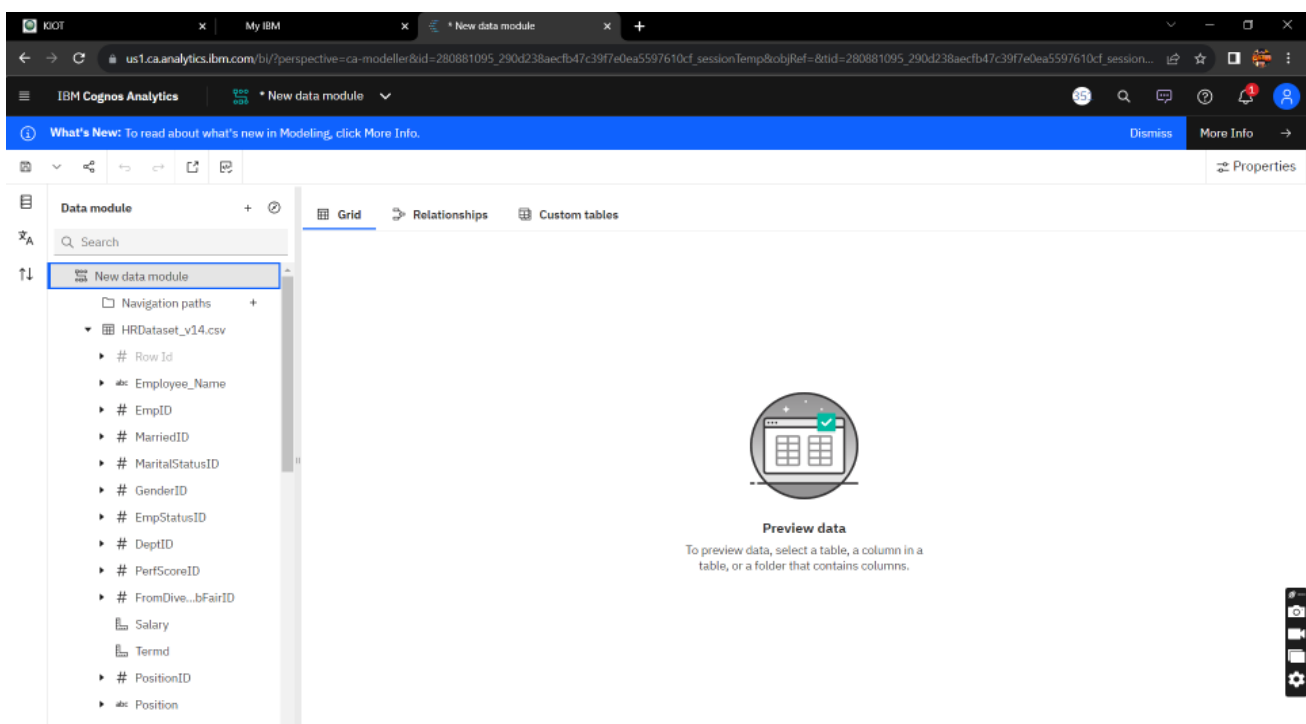 KIOT
My IBM
* New data module
us1.ca.analytics.ibm.com/bi/?perspective=ca-modeller&id=280881095_290d238aecfb47c39f7e0ea5597610cf_sessionTemp&objRef=&tid=280881095_290d238aecfb47c39f7e0ea5597610cf_session...
IBM Cognos Analytics
* New data module
35
1
What's New: To read about what's new in Modeling, click More Info.
Dismiss
More Info
Properties
Data module
Grid
Relationships
Custom tables
Search
New data module
Navigation paths
HRDataset_v14.csv
# Row Id
abc Employee_Name
# EmpID
# MarriedID
# MaritalStatusID
# GenderID
# EmpStatusID
# DeptID
# PerfScoreID
# FromDive...bFairID
Salary
Termd
# PositionID
abc Position
Preview data
To preview data, select a table, a column in a
table, or a folder that contains columns.